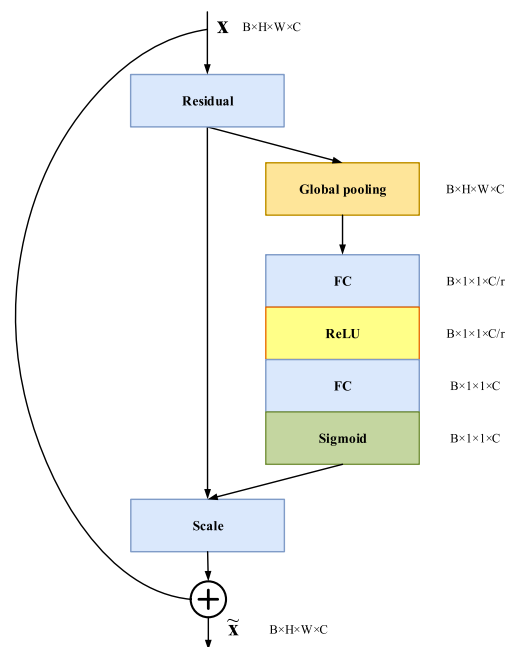 x B×H×W×C
Residual
Global pooling B×H×W×C
FC B×1×1×C/r
ReLU B×1×1×C/r
FC B×1×1×C
Sigmoid B×1×1×C
Scale
x̃ B×H×W×C